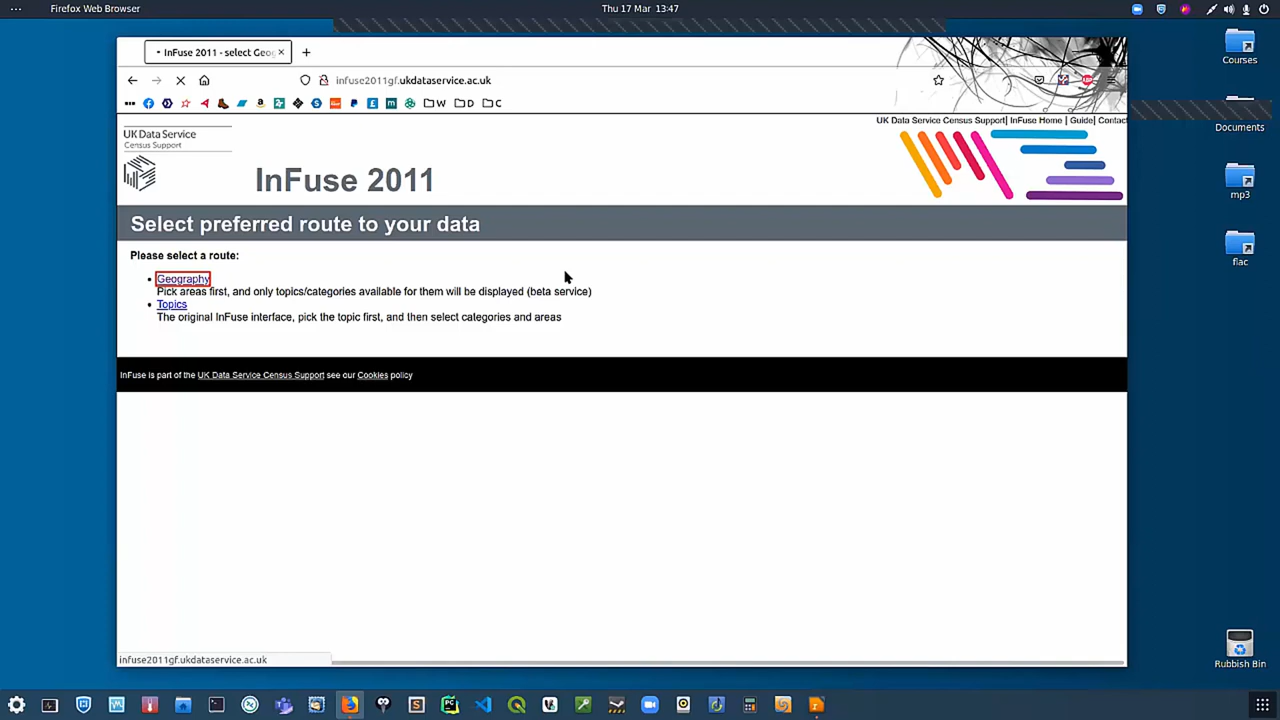 Firefox Web Browser
Thu 17 Mar 13:47
InFuse 2011 - select Geog
infuse2011gf.ukdataservice.ac.uk
W D C
Courses
Documents
mp3
flac
Rubbish Bin
UK Data Service Census Support| InFuse Home | Guide| Contact
UK Data Service
Census Support
InFuse 2011
Select preferred route to your data
Please select a route:
• Geography
Pick areas first, and only topics/categories available for them will be displayed (beta service)
• Topics
The original InFuse interface, pick the topic first, and then select categories and areas
InFuse is part of the UK Data Service Census Support see our Cookies policy
infuse2011gf.ukdataservice.ac.uk